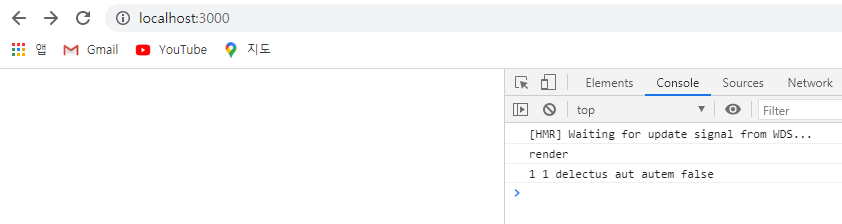 localhost:3000
앱 Gmail YouTube 지도
Elements Console Sources Network
top Filter
[HMR] Waiting for update signal from WDS...
render
1 1 delectus aut autem false